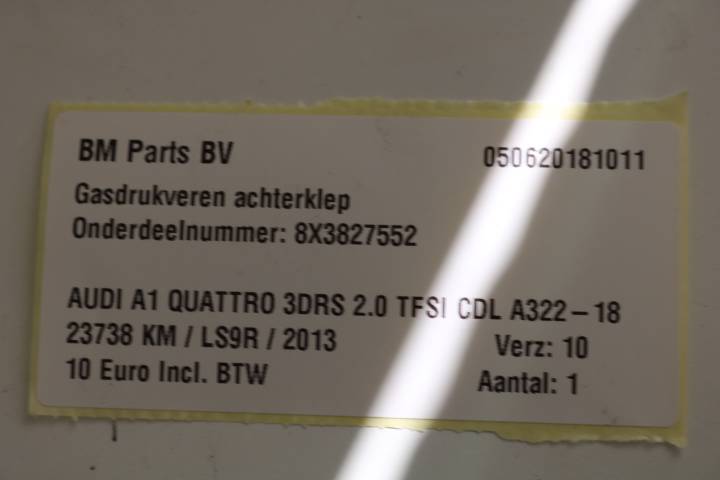 BM Parts BV 050620181011
Gasdrukveren achterklep
Onderdeelnummer: 8X3827552
AUDI A1 QUATTRO 3DRS 2.0 TFSI CDL A322-18
23738 KM / LS9R / 2013 Verz: 10
10 Euro Incl. BTW Aantal: 1